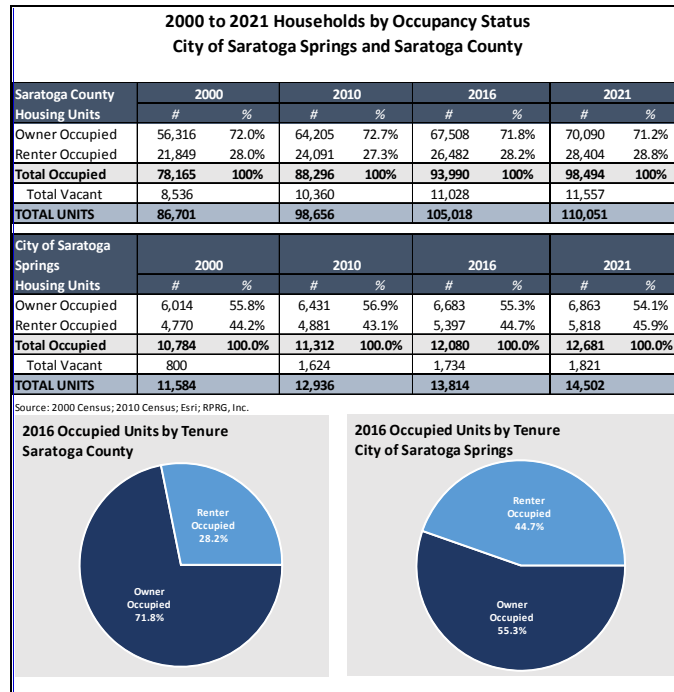 2000 to 2021 Households by Occupancy Status
City of Saratoga Springs and Saratoga County
Saratoga County 2000 2010 2016 2021
Housing Units # % # % # % # %
Owner Occupied 56,316 72.0% 64,205 72.7% 67,508 71.8% 70,090 71.2%
Renter Occupied 21,849 28.0% 24,091 27.3% 26,482 28.2% 28,404 28.8%
Total Occupied 78,165 100% 88,296 100% 93,990 100% 98,494 100%
Total Vacant 8,536 10,360 11,028 11,557
TOTAL UNITS 86,701 98,656 105,018 110,051
City of Saratoga
Springs 2000 2010 2016 2021
Housing Units # % # % # % # %
Owner Occupied 6,014 55.8% 6,431 56.9% 6,683 55.3% 6,863 54.1%
Renter Occupied 4,770 44.2% 4,881 43.1% 5,397 44.7% 5,818 45.9%
Total Occupied 10,784 100.0% 11,312 100.0% 12,080 100.0% 12,681 100.0%
Total Vacant 800 1,624 1,734 1,821
TOTAL UNITS 11,584 12,936 13,814 14,502
Source: 2000 Census; 2010 Census; Esri; RPRG, Inc.
2016 Occupied Units by Tenure
Saratoga County
Renter
Occupied
28.2%
Owner
Occupied
71.8%
2016 Occupied Units by Tenure
City of Saratoga Springs
Renter
Occupied
44.7%
Owner
Occupied
55.3%